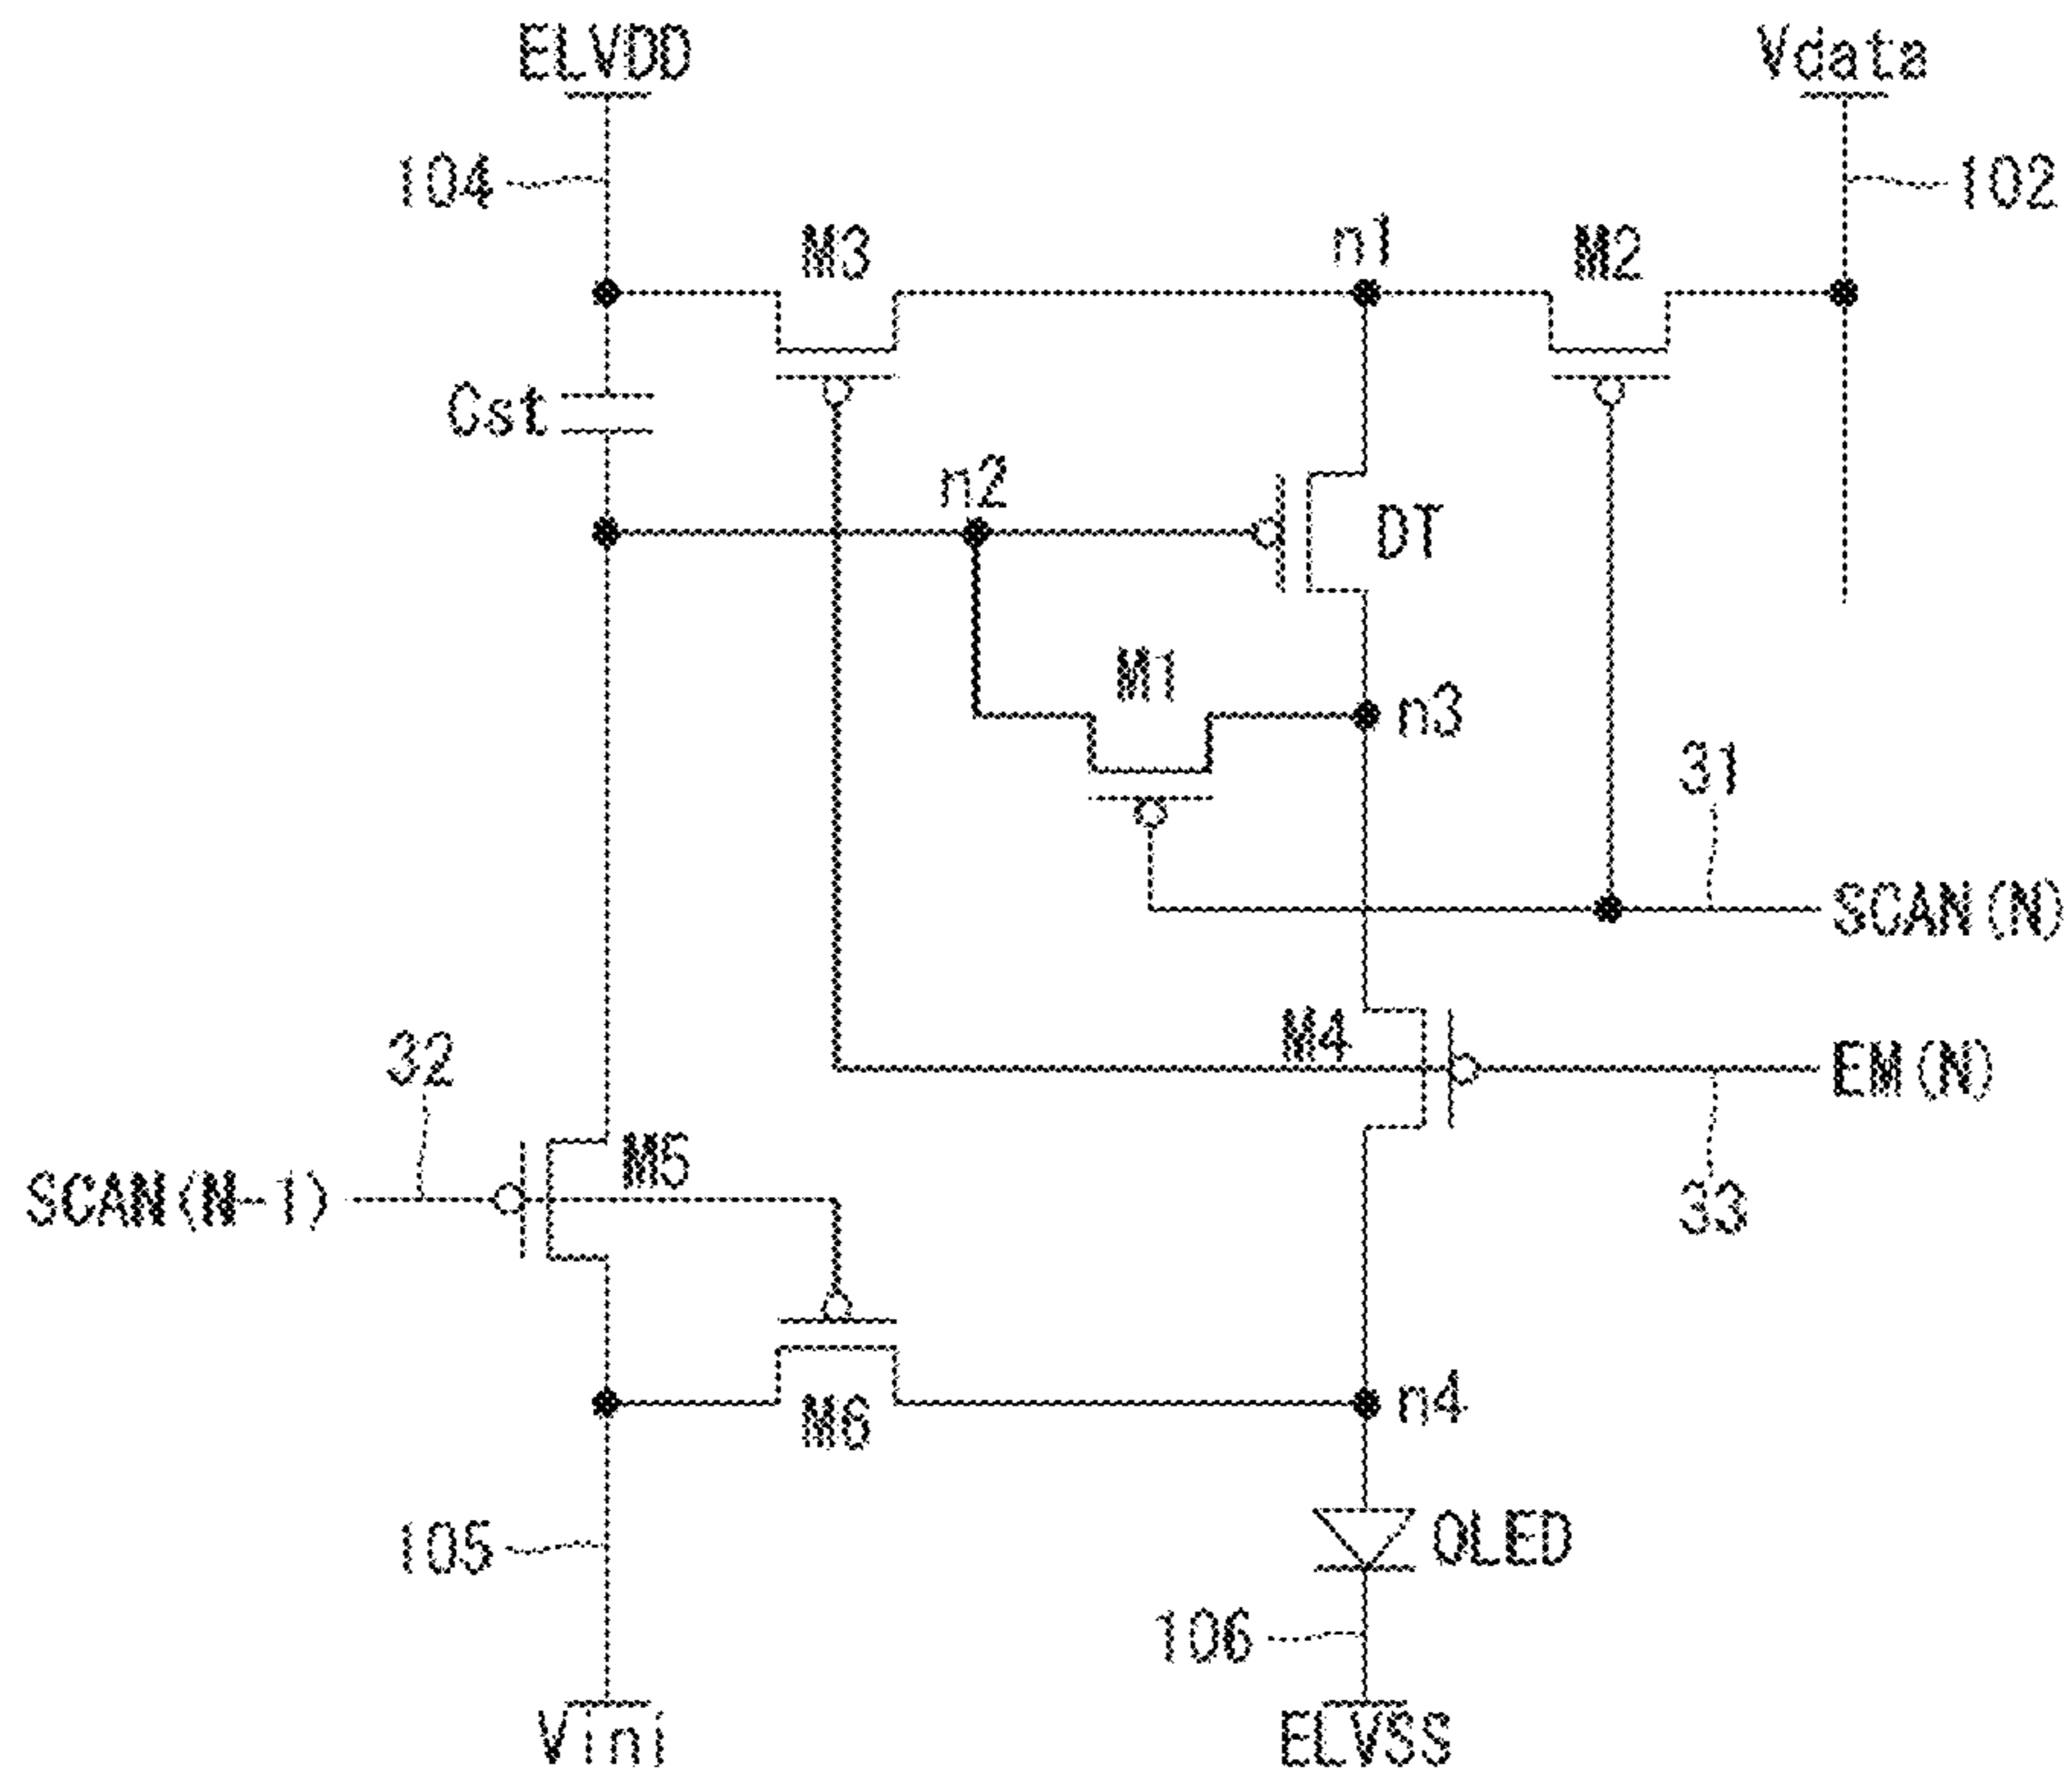 ELVDD
Vdata
104
102
M3
n1
M2
Cst
n2
DT
M1
n3
31
SCAN(N)
M4
32
EM(N)
M5
SCAN(N-1)
33
M6
n4
105
OLED
106
Vini
ELVSS